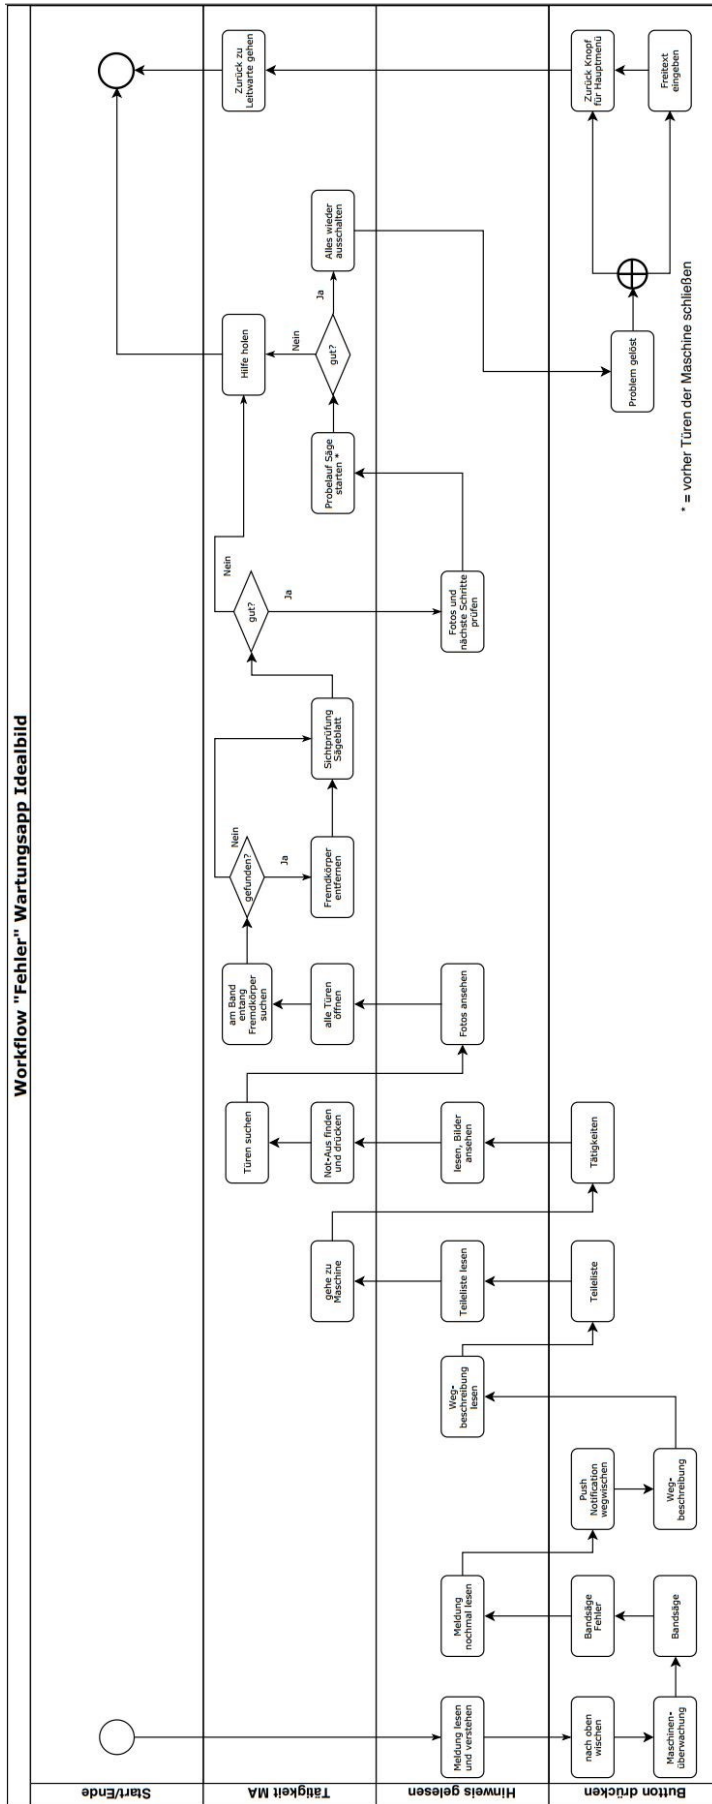 Workflow "Fehler" Wartungsapp Idealbild
Start/Ende
Tätigkeit MA
Hinweis gelesen
Button drücken
Meldung lesen
und verstehen
nach oben
wischen
Maschinen-
überwachung
Bandsäge
Bandsäge
Fehler
Meldung
nochmal lesen
Push
Notification
wegwischen
Weg-
beschreibung
Weg-
beschreibung
lesen
Teileliste
Teileliste lesen
gehe zu
Maschine
Tätigkeiten
lesen, Bilder
ansehen
Not-Aus finden
und drücken
Türen suchen
Fotos ansehen
alle Türen
öffnen
am Band
entang
Fremdkörper
suchen
gefunden?
Nein
Ja
Fremdkörper
entfernen
Sichtprüfung
Sägeblatt
gut?
Nein
Ja
Fotos und
nächste Schritte
prüfen
Probelauf Säge
starten *
gut?
Nein
Ja
Hilfe holen
Alles wieder
ausschalten
Problem gelöst
Zurück Knopf
für Hauptmenü
Freitext
eingeben
Zurück zu
Leitwarte gehen
* = vorher Türen der Maschine schließen